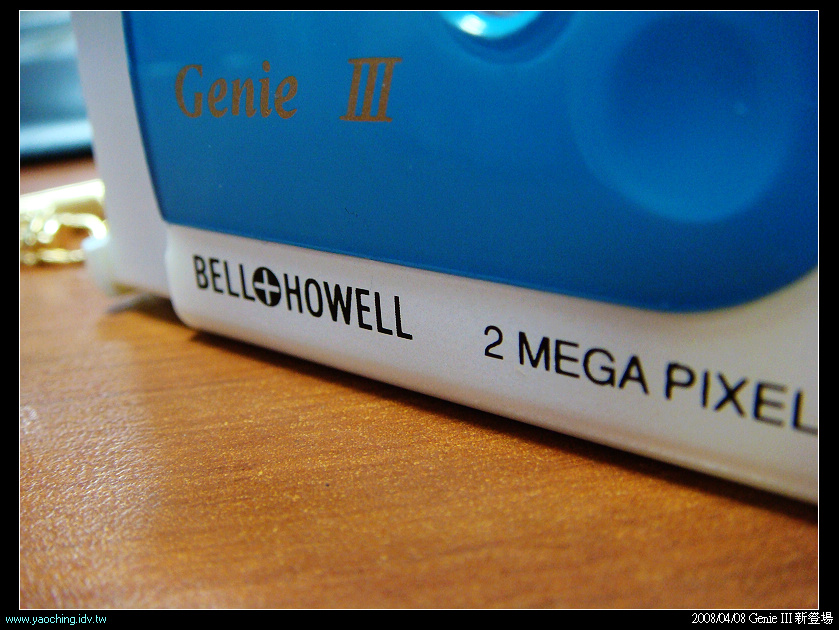 Genie III
BELL+HOWELL
2 MEGA PIXEL
www.yaoching.idv.tw
2008/04/08 Genie III 新登場